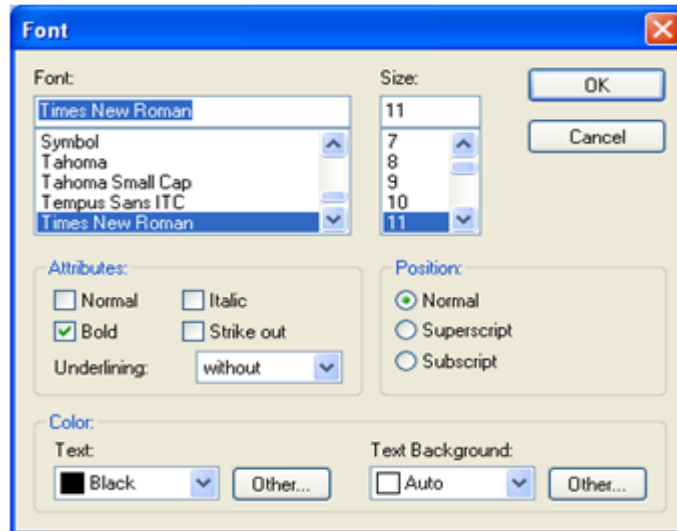 Font
Font: Size:
Times New Roman 11 OK
Symbol 7
Tahoma 8 Cancel
Tahoma Small Cap 9
Tempus Sans ITC 10
Times New Roman 11
Attributes: Position:
Normal Italic Normal
Bold Strike out Superscript
Underlining: without Subscript
Color:
Text: Text Background:
Black Other... Auto Other...